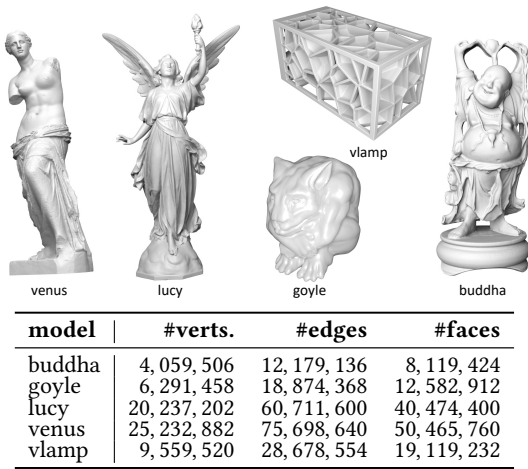 vlamp
venus
lucy
goyle
buddha
model #verts. #edges #faces
buddha 4, 059, 506 12, 179, 136 8, 119, 424
goyle 6, 291, 458 18, 874, 368 12, 582, 912
lucy 20, 237, 202 60, 711, 600 40, 474, 400
venus 25, 232, 882 75, 698, 640 50, 465, 760
vlamp 9, 559, 520 28, 678, 554 19, 119, 232